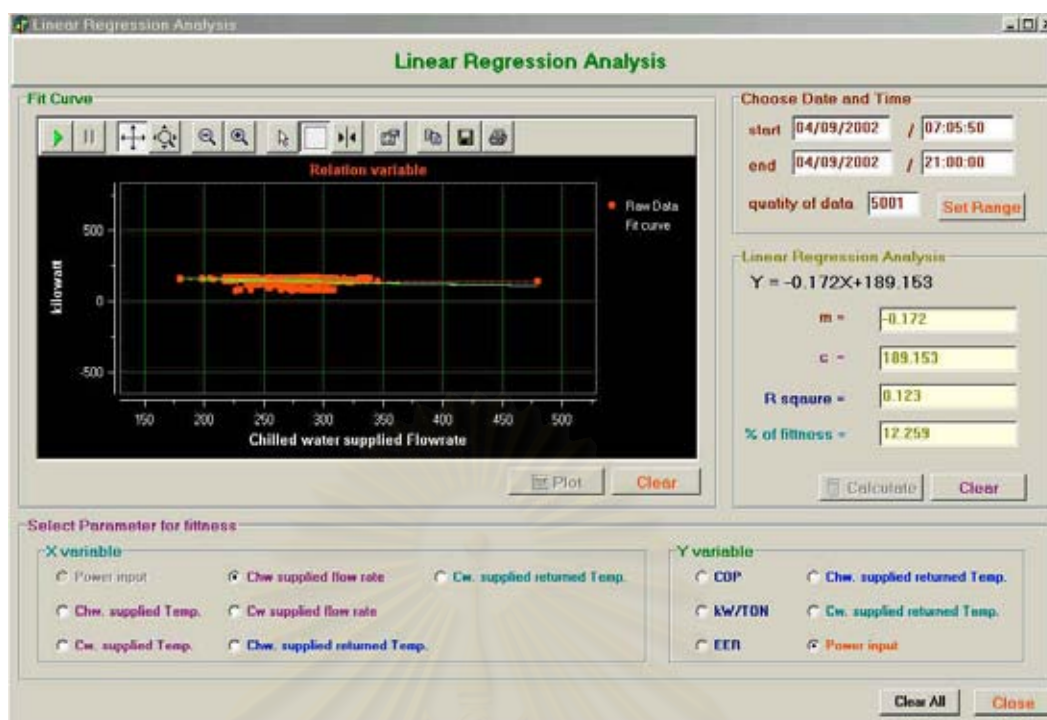 Linear Regression Analysis
Linear Regression Analysis
Fit Curve
Relation variable
Raw Data
Fit curve
kilowatt
500
0
-500
150 200 250 300 350 400 450 500
Chilled water supplied Flowrate
Plot Clear
Choose Date and Time
start 04/09/2002 / 07:05:50
end 04/09/2002 / 21:00:00
quatity of data 5001 Set Range
Linear Regression Analysis
Y = -0.172X+189.153
m = -0.172
c = 189.153
R sqaure = 0.123
% of fittness = 12.259
Calculate Clear
Select Parameter for fittness
X variable
Power input Chw supplied flow rate Cw. supplied returned Temp.
Chw. supplied Temp. Cw supplied flow rate
Cw. supplied Temp. Chw. supplied returned Temp.
Y variable
COP Chw. supplied returned Temp.
kW/TON Cw. supplied returned Temp.
EER Power input
Clear All Close